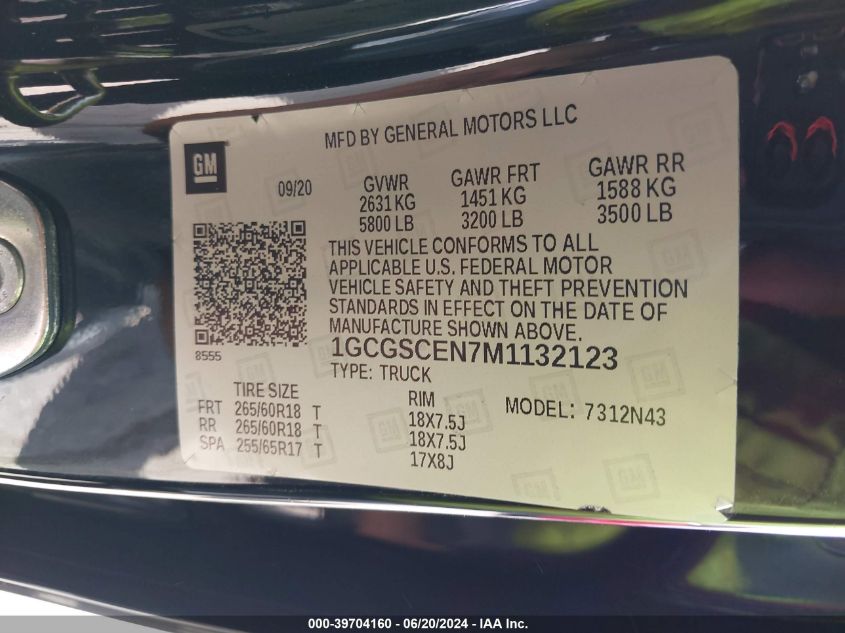 MFD BY GENERAL MOTORS LLC
GM
09/20
GVWR GAWR FRT GAWR RR
2631 KG 1451 KG 1588 KG
5800 LB 3200 LB 3500 LB
THIS VEHICLE CONFORMS TO ALL
APPLICABLE U.S. FEDERAL MOTOR
VEHICLE SAFETY AND THEFT PREVENTION
STANDARDS IN EFFECT ON THE DATE OF
MANUFACTURE SHOWN ABOVE.
8555
1GCGSCEN7M1132123
TYPE: TRUCK
TIRE SIZE RIM MODEL: 7312N43
FRT 265/60R18 T 18X7.5J
RR 265/60R18 T 18X7.5J
SPA 255/65R17 T 17X8J
000-39704160 - 06/20/2024 - IAA Inc.